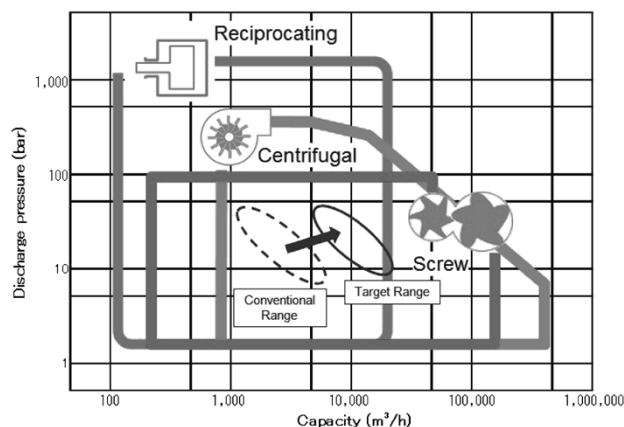 Reciprocating
1,000
Centrifugal
100
Discharge pressure (bar)
10
Screw
Conventional
Range
Target Range
1
100
1,000
10,000
100,000
1,000,000
Capacity (m³/h)